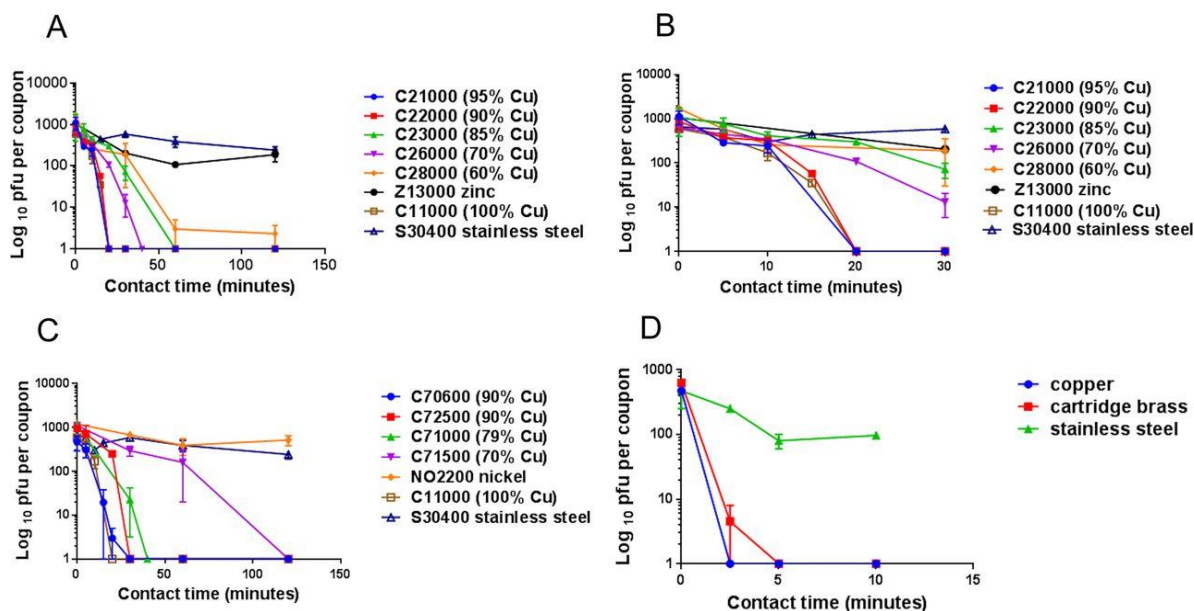 A
Log 10 pfu per coupon
10000
1000
100
10
1
0
50
100
150
Contact time (minutes)
C21000 (95% Cu)
C22000 (90% Cu)
C23000 (85% Cu)
C26000 (70% Cu)
C28000 (60% Cu)
Z13000 zinc
C11000 (100% Cu)
S30400 stainless steel
B
Log 10 pfu per coupon
10000
1000
100
10
1
0
10
20
30
Contact time (minutes)
C21000 (95% Cu)
C22000 (90% Cu)
C23000 (85% Cu)
C26000 (70% Cu)
C28000 (60% Cu)
Z13000 zinc
C11000 (100% Cu)
S30400 stainless steel
C
Log 10 pfu per coupon
10000
1000
100
10
1
0
50
100
150
Contact time (minutes)
C70600 (90% Cu)
C72500 (90% Cu)
C71000 (79% Cu)
C71500 (70% Cu)
NO2200 nickel
C11000 (100% Cu)
S30400 stainless steel
D
Log 10 pfu per coupon
1000
100
10
1
0
5
10
15
Contact time (minutes)
copper
cartridge brass
stainless steel